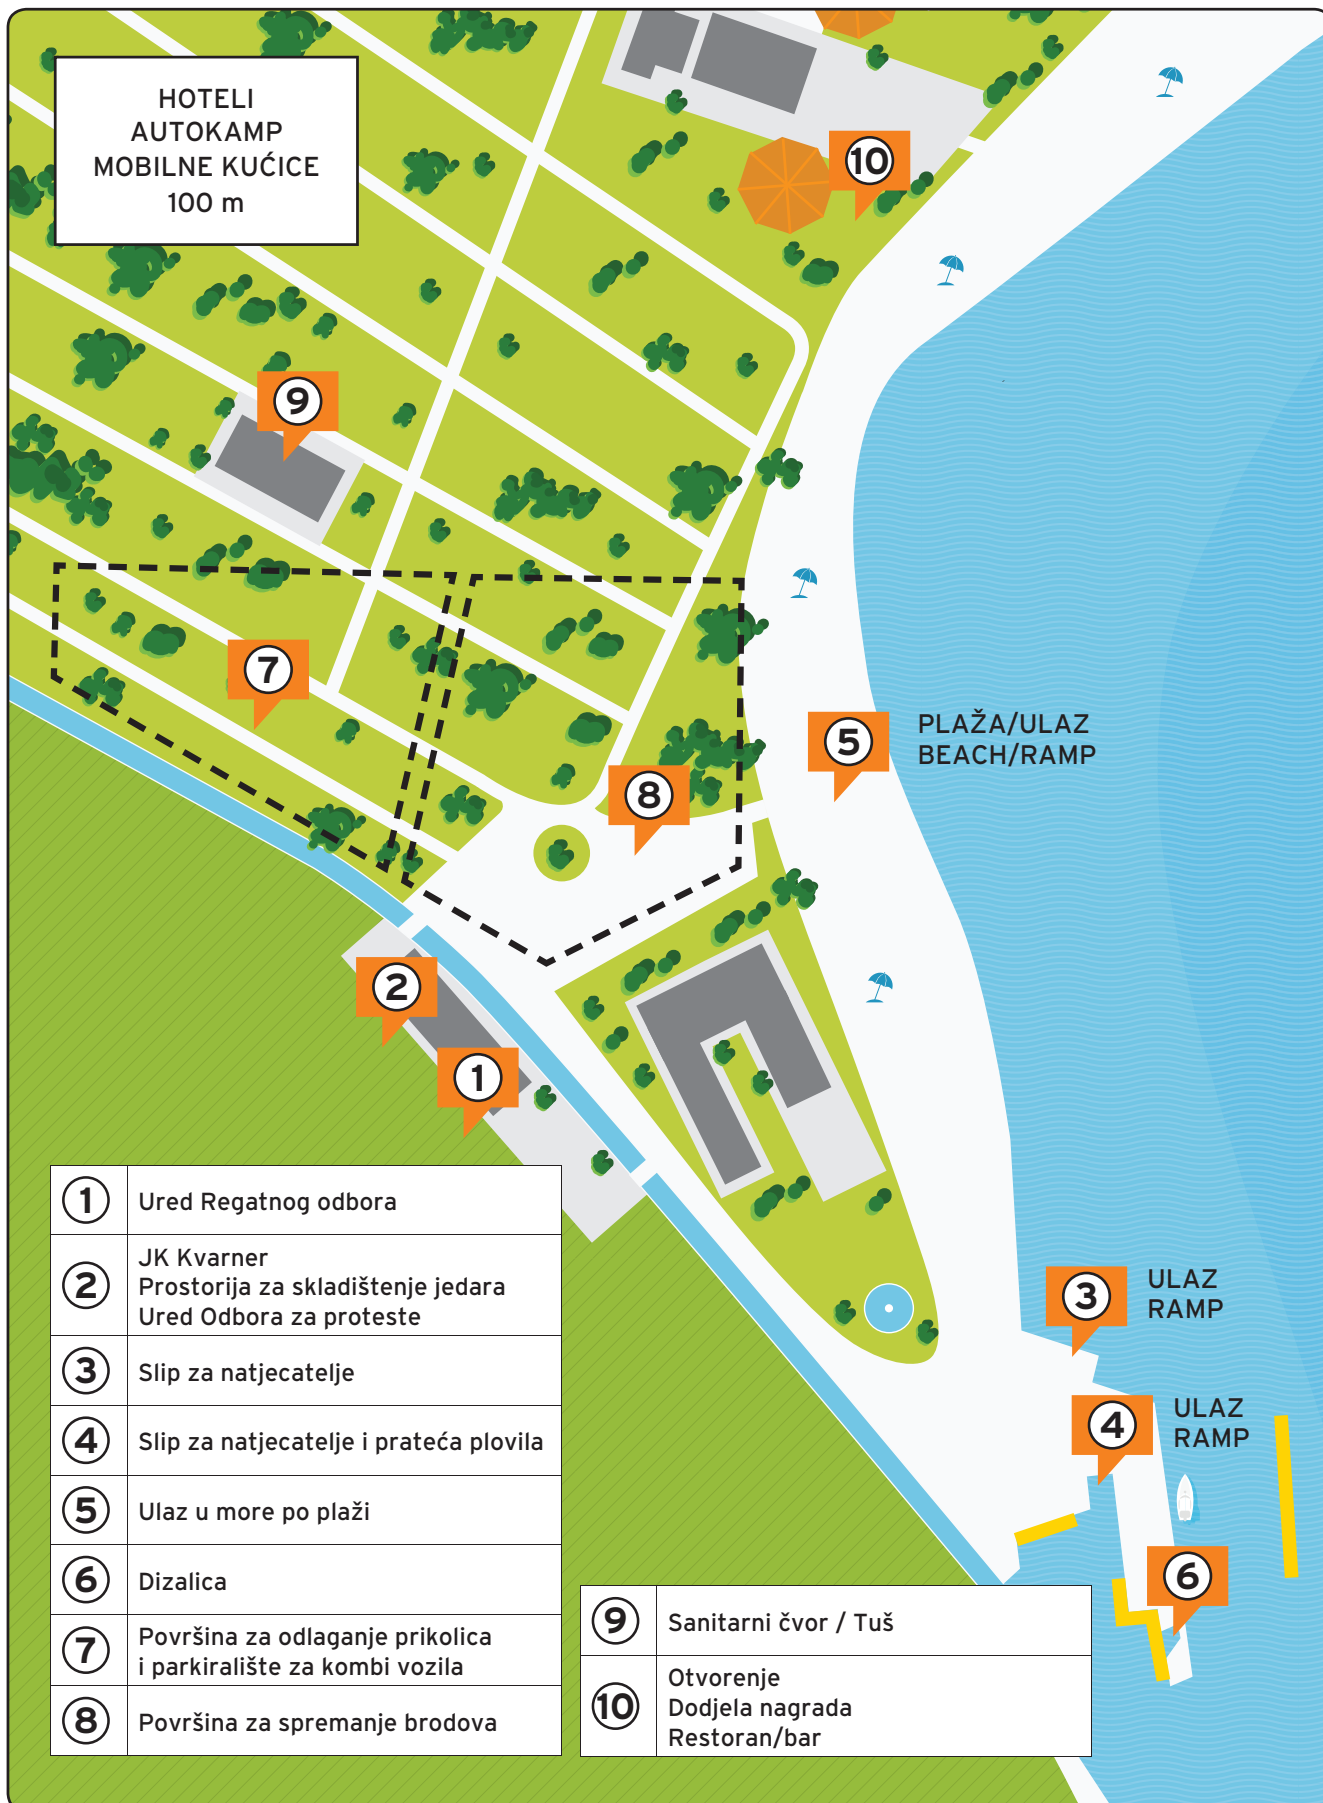 HOTELI
AUTOKAMP
MOBILNE KUĆICE
100 m
10
9
7
5
PLAŽA/ULAZ
BEACH/RAMP
8
2
1
3
ULAZ
RAMP
4
ULAZ
RAMP
6
1 Ured Regatnog odbora
2 JK Kvarner
Prostorija za skladištenje jedara
Ured Odbora za proteste
3 Slip za natjecatelje
4 Slip za natjecatelje i prateća plovila
5 Ulaz u more po plaži
6 Dizalica
7 Površina za odlaganje prikolica
i parkiralište za kombi vozila
8 Površina za spremanje brodova
9 Sanitarni čvor / Tuš
10 Otvorenje
Dodjela nagrada
Restoran/bar